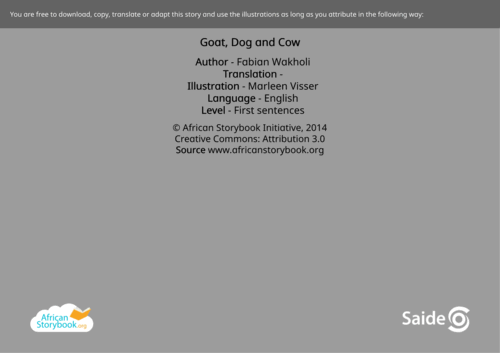 You are free to download, copy, translate or adapt this story and use the illustrations as long as you attribute in the following way:
Goat, Dog and Cow
Author - Fabian Wakholi
Translation -
Illustration - Marleen Visser
Language - English
Level - First sentences
© African Storybook Initiative, 2014
Creative Commons: Attribution 3.0
Source www.africanstorybook.org
African
Storybook.org
Saide